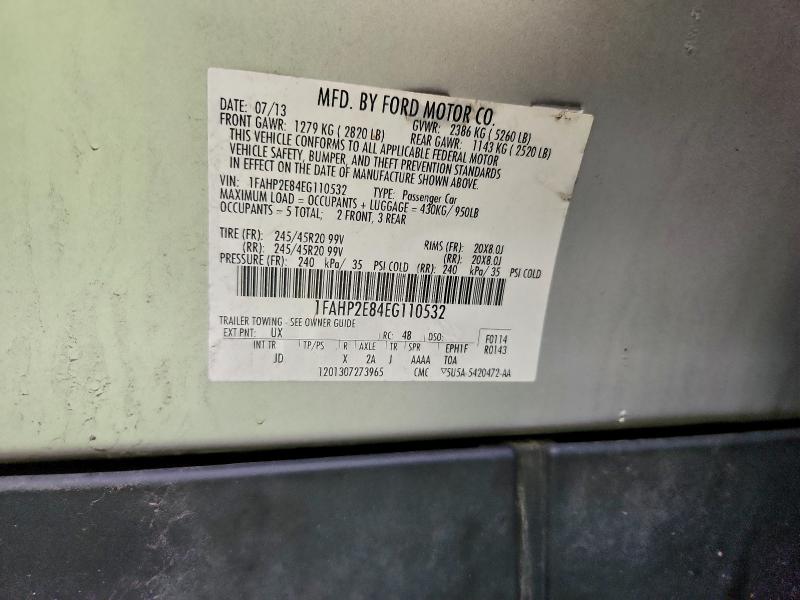 MFD. BY FORD MOTOR CO.
DATE: 07/13 GVWR: 2386 KG ( 5260 LB)
FRONT GAWR: 1279 KG ( 2820 LB) REAR GAWR: 1143 KG ( 2520 LB)
THIS VEHICLE CONFORMS TO ALL APPLICABLE FEDERAL MOTOR
VEHICLE SAFETY, BUMPER, AND THEFT PREVENTION STANDARDS
IN EFFECT ON THE DATE OF MANUFACTURE SHOWN ABOVE.
VIN: 1FAHP2E84EG110532 TYPE: Passenger Car
MAXIMUM LOAD = OCCUPANTS + LUGGAGE = 430KG/ 950LB
OCCUPANTS = 5 TOTAL; 2 FRONT, 3 REAR
TIRE (FR): 245/45R20 99V RIMS (FR): 20X8.0J
(RR): 245/45R20 99V (RR): 20X8.0J
PRESSURE (FR): 240 kPa/ 35 PSI COLD (RR): 240 kPa/ 35 PSI COLD
1FAHP2E84EG110532
TRAILER TOWING - SEE OWNER GUIDE
EXT PNT: UX RC: 48 DSO: F0114
INT TR TP/PS R AXLE TR SPR EPH1F R0143
JD X 2A J AAAA T0A
1201307273965 CMC ▽5U5A-5420472-AA